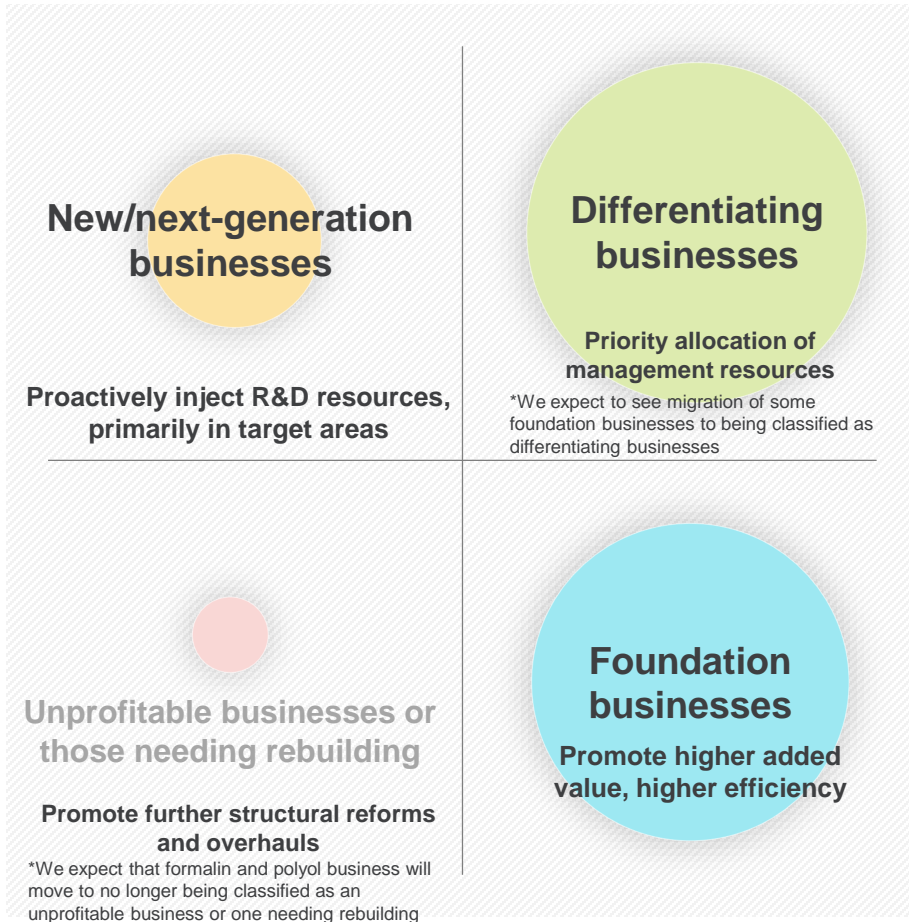 New/next-generation
businesses
Proactively inject R&D resources,
primarily in target areas
Differentiating
businesses
Priority allocation of
management resources
*We expect to see migration of some
foundation businesses to being classified as
differentiating businesses
Unprofitable businesses or
those needing rebuilding
Promote further structural reforms
and overhauls
*We expect that formalin and polyol business will
move to no longer being classified as an
unprofitable business or one needing rebuilding
Foundation
businesses
Promote higher added
value, higher efficiency